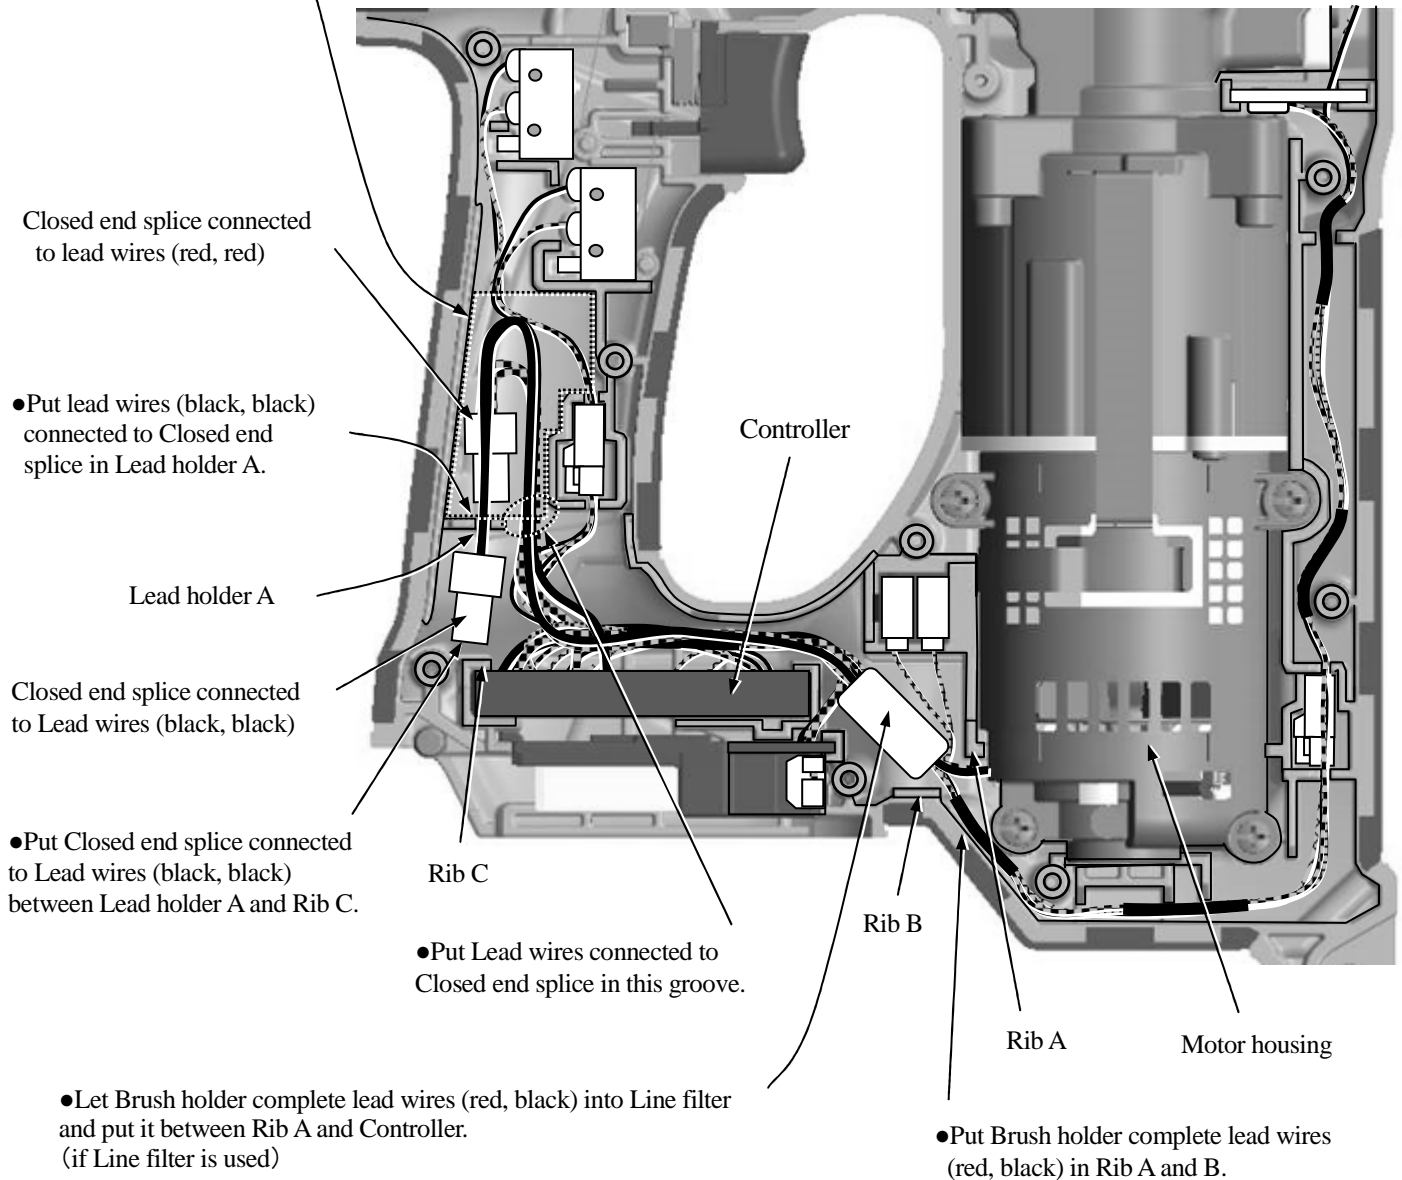 Closed end splice connected
to lead wires (red, red)
●Put lead wires (black, black)
connected to Closed end
splice in Lead holder A.
Controller
Lead holder A
Closed end splice connected
to Lead wires (black, black)
●Put Closed end splice connected
to Lead wires (black, black)
between Lead holder A and Rib C.
Rib C
●Put Lead wires connected to
Closed end splice in this groove.
Rib B
Rib A
Motor housing
●Let Brush holder complete lead wires (red, black) into Line filter
and put it between Rib A and Controller.
（if Line filter is used）
●Put Brush holder complete lead wires
(red, black) in Rib A and B.